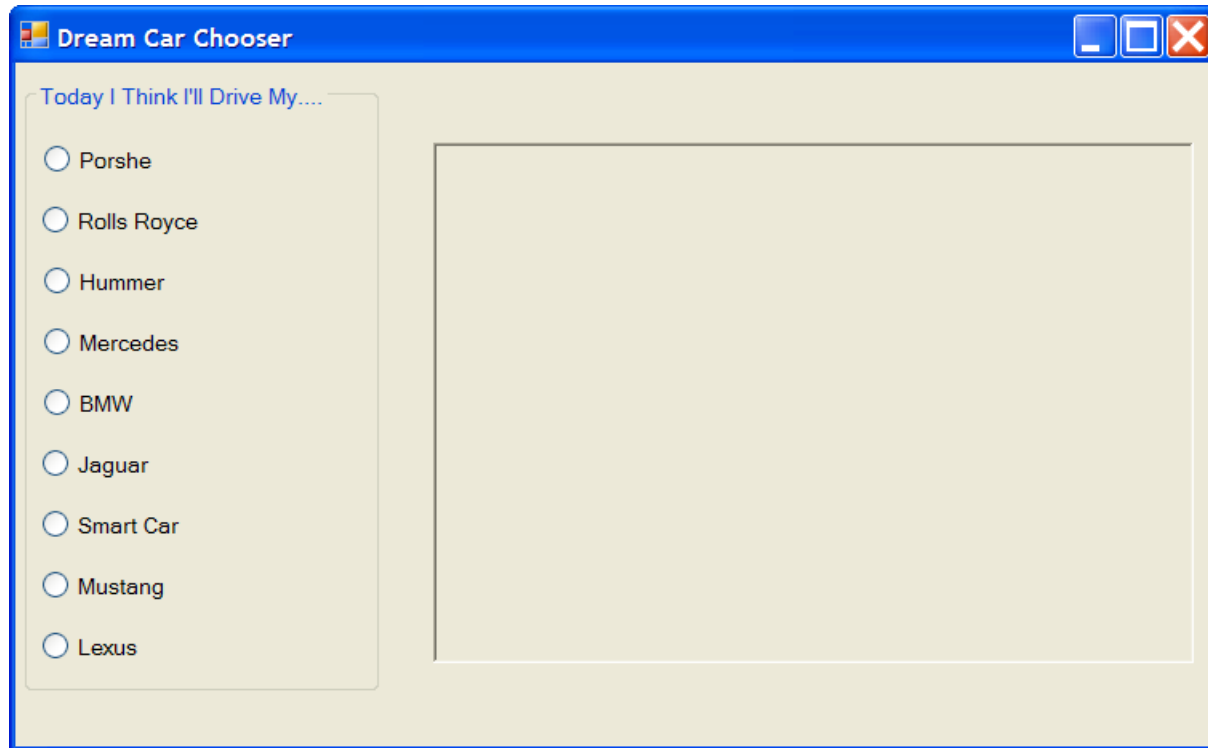 Dream Car Chooser
Today I Think I'll Drive My....
Porshe
Rolls Royce
Hummer
Mercedes
BMW
Jaguar
Smart Car
Mustang
Lexus